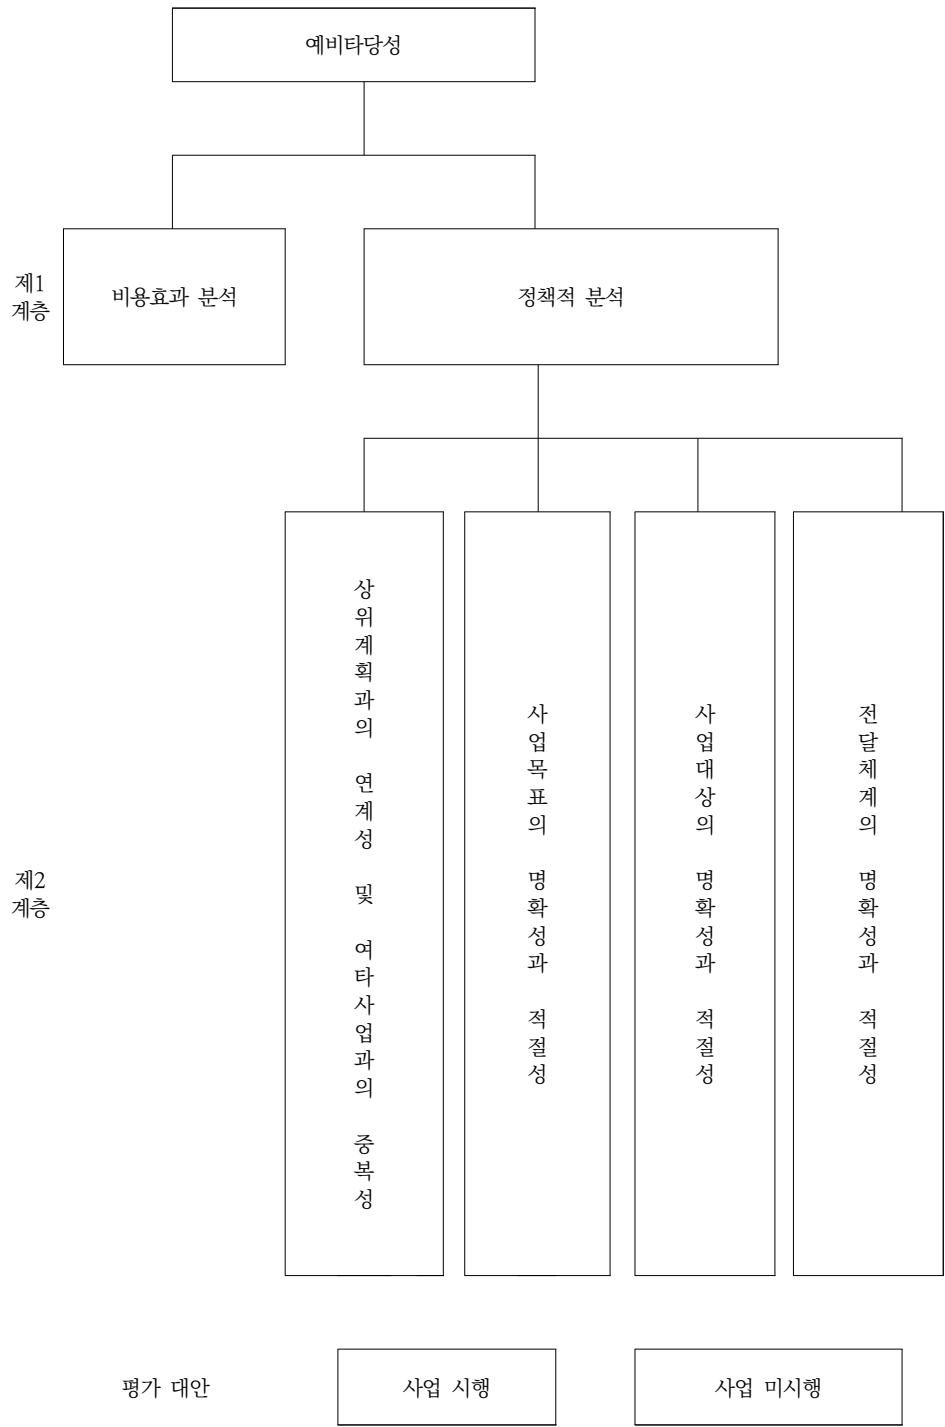 예비타당성
제1
계층
비용효과 분석
정책적 분석
제2
계층
상위계획과의 연계성 및 여타사업과의 중복성
사업목표의 명확성과 적절성
사업대상의 명확성과 적절성
전달체계의 명확성과 적절성
평가 대안
사업 시행
사업 미시행